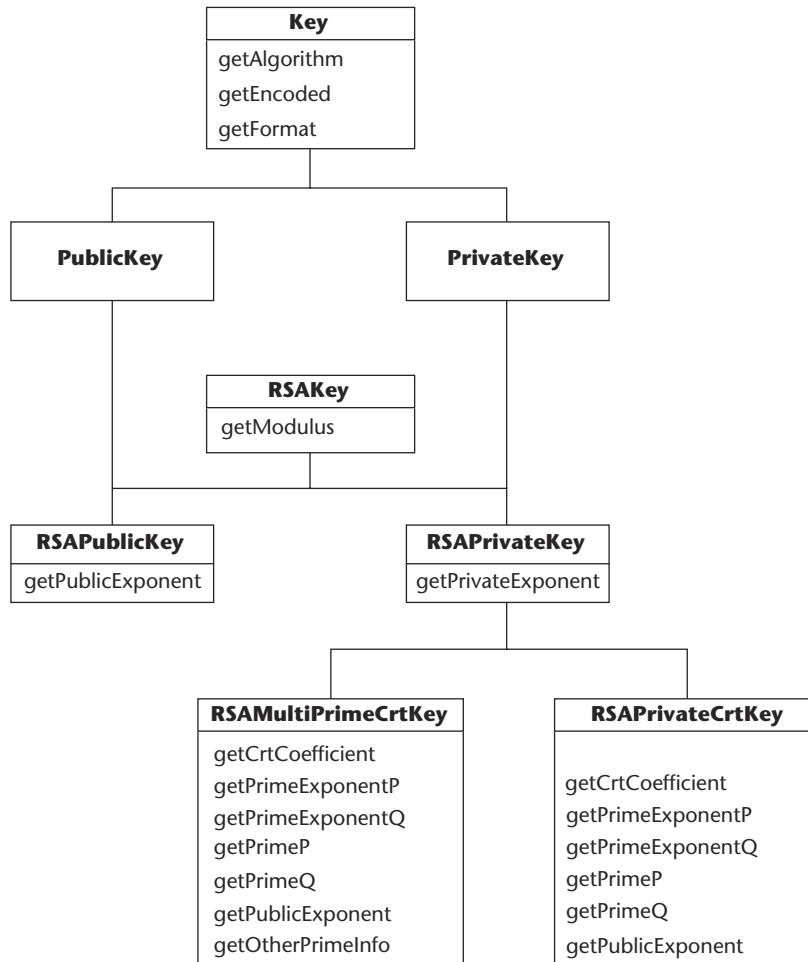 Key
getAlgorithm
getEncoded
getFormat
PublicKey
PrivateKey
RSAKey
getModulus
RSAPublicKey
getPublicExponent
RSAPrivateKey
getPrivateExponent
RSAMultiPrimeCrtKey
getCrtCoefficient
getPrimeExponentP
getPrimeExponentQ
getPrimeP
getPrimeQ
getPublicExponent
getOtherPrimeInfo
RSAPrivateCrtKey
getCrtCoefficient
getPrimeExponentP
getPrimeExponentQ
getPrimeP
getPrimeQ
getPublicExponent